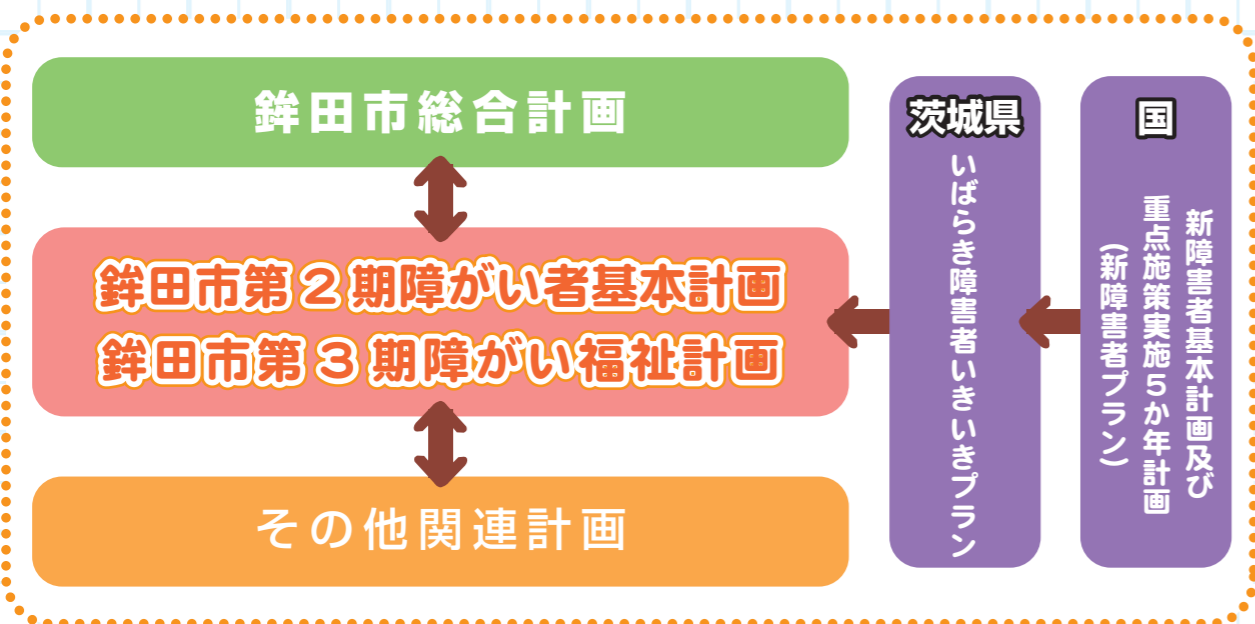 鉾田市総合計画
鉾田市第2期障がい者基本計画
鉾田市第3期障がい福祉計画
その他関連計画
茨城県
いばらき障害者いきいきプラン
国
新障害者基本計画及び
重点施策実施5か年計画
(新障害者プラン)